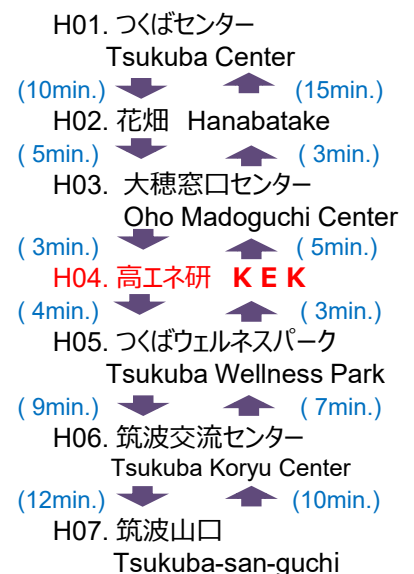 H01. つくばセンター
Tsukuba Center
(10min.) (15min.)
H02. 花畑 Hanabatake
( 5min.) ( 3min.)
H03. 大穂窓口センター
Oho Madoguchi Center
( 3min.) ( 5min.)
H04. 高エネ研 K E K
( 4min.) ( 3min.)
H05. つくばウェルネスパーク
Tsukuba Wellness Park
( 9min.) ( 7min.)
H06. 筑波交流センター
Tsukuba Koryu Center
(12min.) (10min.)
H07. 筑波山口
Tsukuba-san-guchi